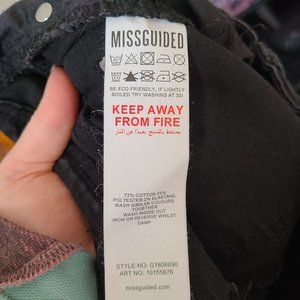 MISSGUIDED
BE ECO FRIENDLY, IF LIGHTLY
SOILED TRY WASHING AT 30!
KEEP AWAY
FROM FIRE
يحتفظ بالمنتج بعيدا عن النار
73% COTTON 25%
POLYESTER 2% ELASTANE
WASH SIMILAR COLOURS
TOGETHER
WASH INSIDE OUT
IRON ON REVERSE WHILST
DAMP
STYLE NO: G1806690
ART NO: 10155676
missguided.com